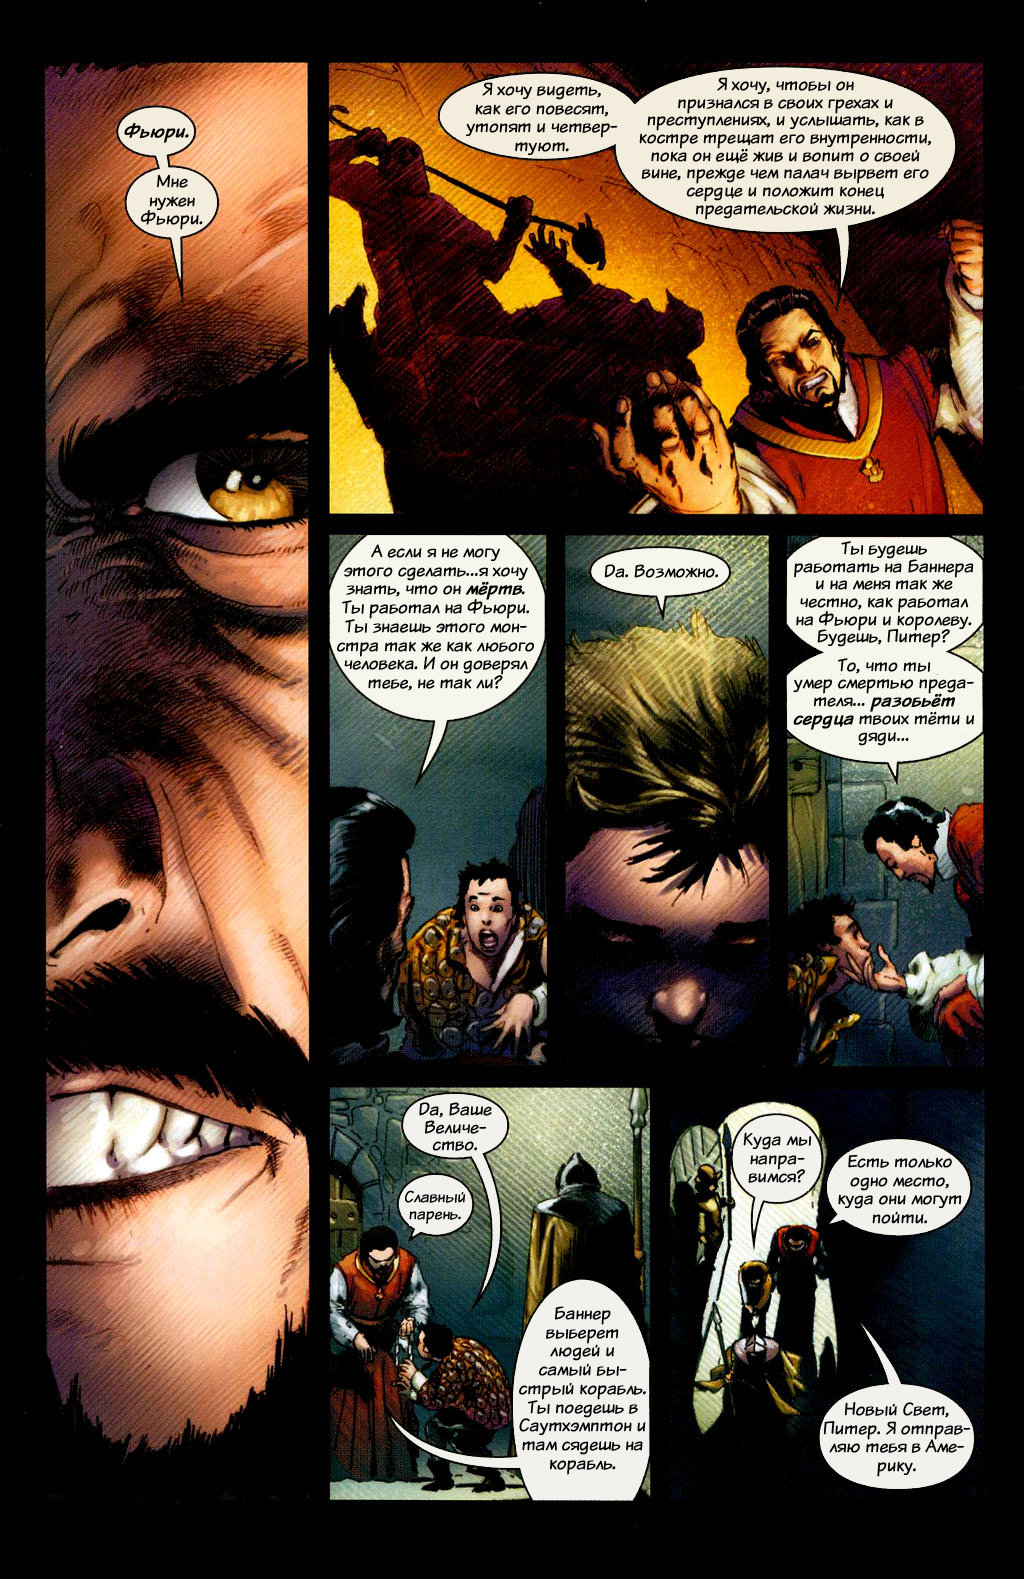 Фьюри.
Мне
нужен
Фьюри.
Я хочу видеть,
как его повесят,
утопят и четвер-
туют.
Я хочу, чтобы он
признался в своих грехах и
преступлениях, и услышать, как в
костре трещат его внутренности,
пока он ещё жив и вопит о своей
вине, прежде чем палач вырвет его
сердце и положит конец
предательской жизни.
А если я не могу
этого сделать...я хочу
знать, что он мёртв.
Ты работал на Фьюри.
Ты знаешь этого мон-
стра так же как любого
человека. И он доверял
тебе, не так ли?
Да. Возможно.
Ты будешь
работать на Баннера
и на меня так же
честно, как работал
на Фьюри и королеву.
Будешь, Питер?
То, что ты
умер смертью преда-
теля... разобьёт
сердца твоих тёти и
дяди...
Да, Ваше
Величе-
ство.
Славный
парень.
Баннер
выберет
людей и
самый бы-
стрый корабль.
Ты поедешь в
Саутхэмптон и
там сядешь на
корабль.
Куда мы
напра-
вимся?
Есть только
одно место,
куда они могут
пойти.
Новый Свет,
Питер. Я отправ-
ляю тебя в Аме-
рику.